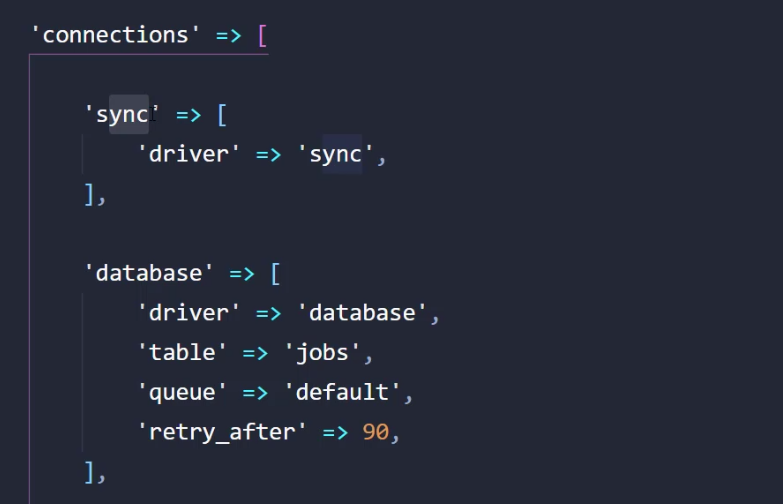 'connections' => [
'sync' => [
'driver' => 'sync',
],
'database' => [
'driver' => 'database',
'table' => 'jobs',
'queue' => 'default',
'retry_after' => 90,
],